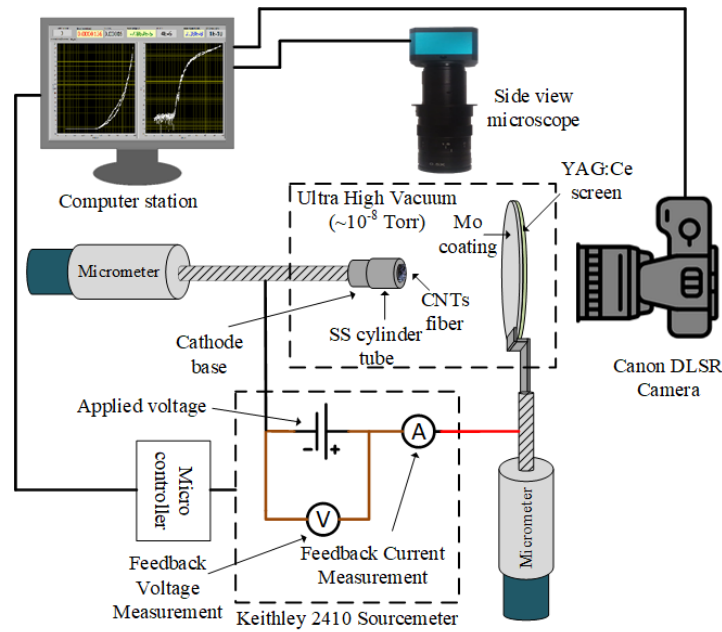 Side view
microscope
Computer station
Ultra High Vacuum
(~10⁻⁸ Torr)
YAG:Ce
screen
Mo
coating
Micrometer
CNTs
fiber
SS cylinder
tube
Cathode
base
Canon DLSR
Camera
Applied voltage
- +
A
V
Micro
controller
Feedback
Voltage
Measurement
Feedback Current
Measurement
Micrometer
Keithley 2410 Sourcemeter